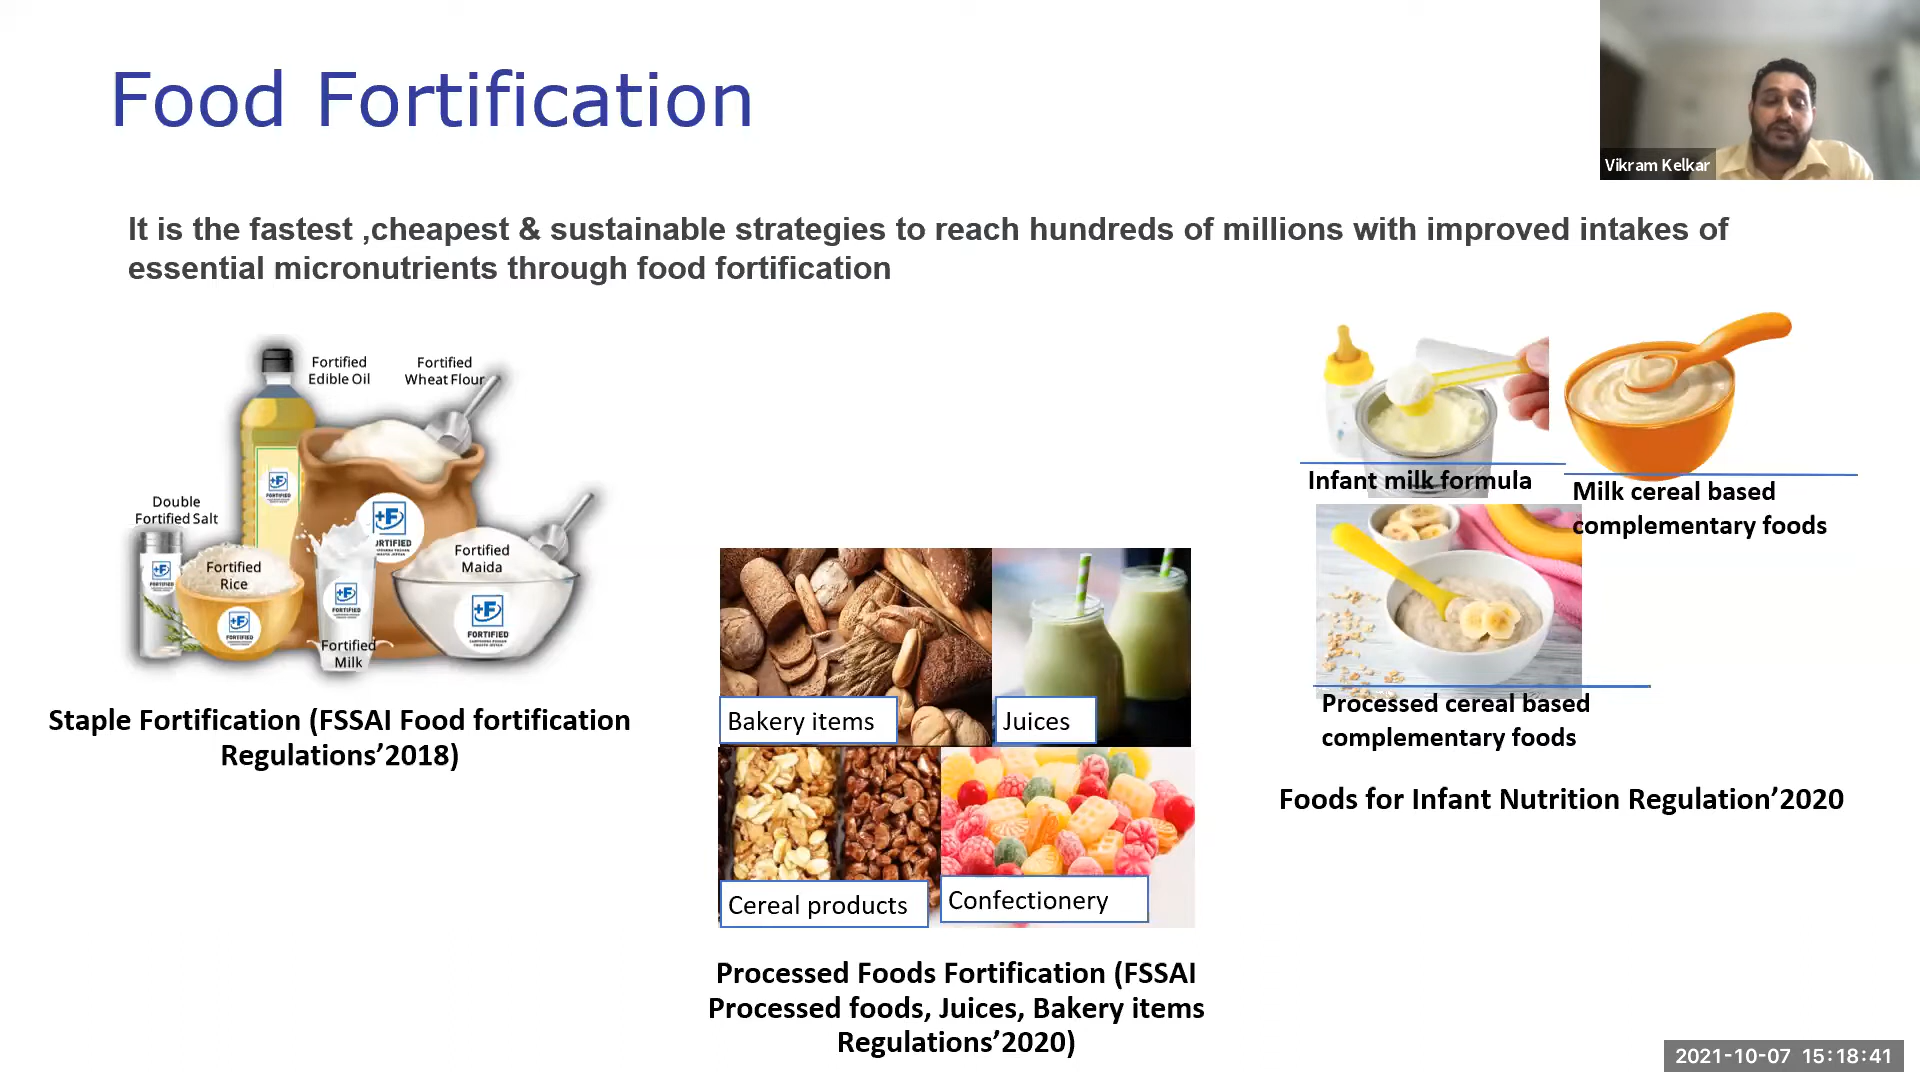 Food Fortification
Vikram Kelkar
It is the fastest ,cheapest & sustainable strategies to reach hundreds of millions with improved intakes of
essential micronutrients through food fortification
Fortified
Edible Oil
Fortified
Wheat Flour
Double
Fortified Salt
Fortified
Rice
Fortified
Milk
Fortified
Maida
+F
FORTIFIED
+F
FORTIFIED
+F
FORTIFIED
+F
FORTIFIED
Staple Fortification (FSSAI Food fortification
Regulations’2018)
Bakery items
Juices
Cereal products
Confectionery
Processed Foods Fortification (FSSAI
Processed foods, Juices, Bakery items
Regulations’2020)
Infant milk formula
Milk cereal based
complementary foods
Processed cereal based
complementary foods
Foods for Infant Nutrition Regulation’2020
2021-10-07 15:18:41